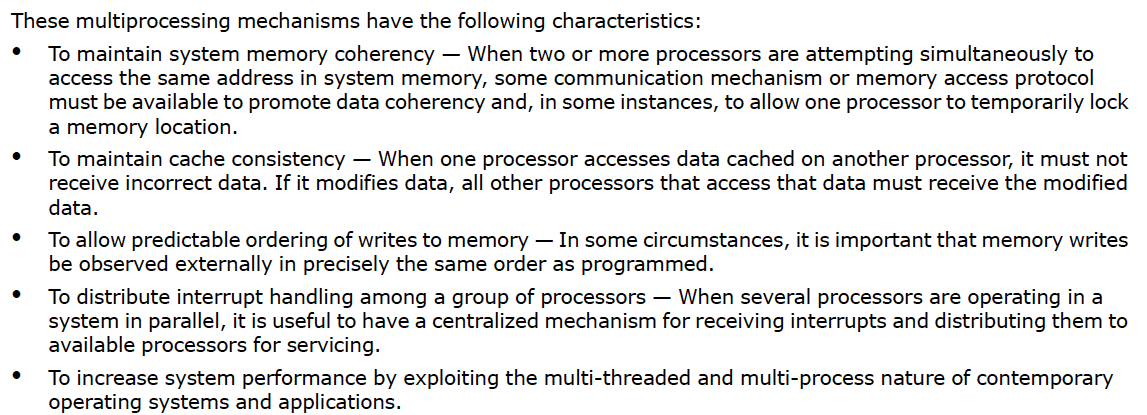 These multiprocessing mechanisms have the following characteristics:
• To maintain system memory coherency — When two or more processors are attempting simultaneously to
access the same address in system memory, some communication mechanism or memory access protocol
must be available to promote data coherency and, in some instances, to allow one processor to temporarily lock
a memory location.
• To maintain cache consistency — When one processor accesses data cached on another processor, it must not
receive incorrect data. If it modifies data, all other processors that access that data must receive the modified
data.
• To allow predictable ordering of writes to memory — In some circumstances, it is important that memory writes
be observed externally in precisely the same order as programmed.
• To distribute interrupt handling among a group of processors — When several processors are operating in a
system in parallel, it is useful to have a centralized mechanism for receiving interrupts and distributing them to
available processors for servicing.
• To increase system performance by exploiting the multi-threaded and multi-process nature of contemporary
operating systems and applications.